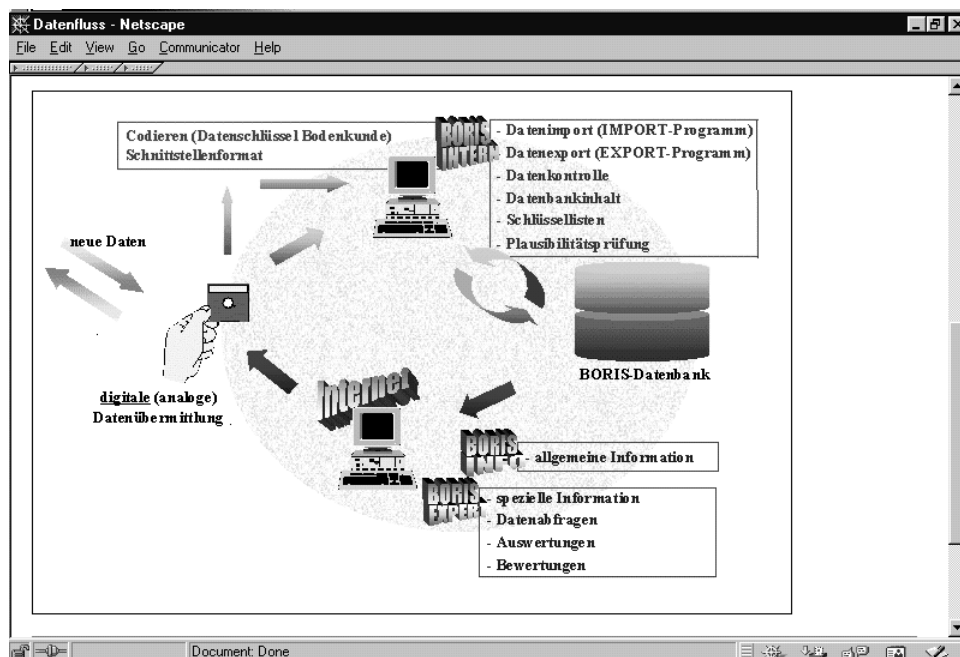 Datenfluss - Netscape
File Edit View Go Communicator Help
Codieren (Datenschlüssel Bodenkunde)
Schnittstellenformat
BORIS
INTERN
- Datenimport (IMPORT-Programm)
- Datenexport (EXPORT-Programm)
- Datenkontrolle
- Datenbankinhalt
- Schlüssellisten
- Plausibilitätsprüfung
neue Daten
BORIS-Datenbank
digitale (analoge)
Datenübermittlung
Internet
BORIS
INFO
- allgemeine Information
BORIS
EXPERT
- spezielle Information
- Datenabfragen
- Auswertungen
- Bewertungen
Document: Done